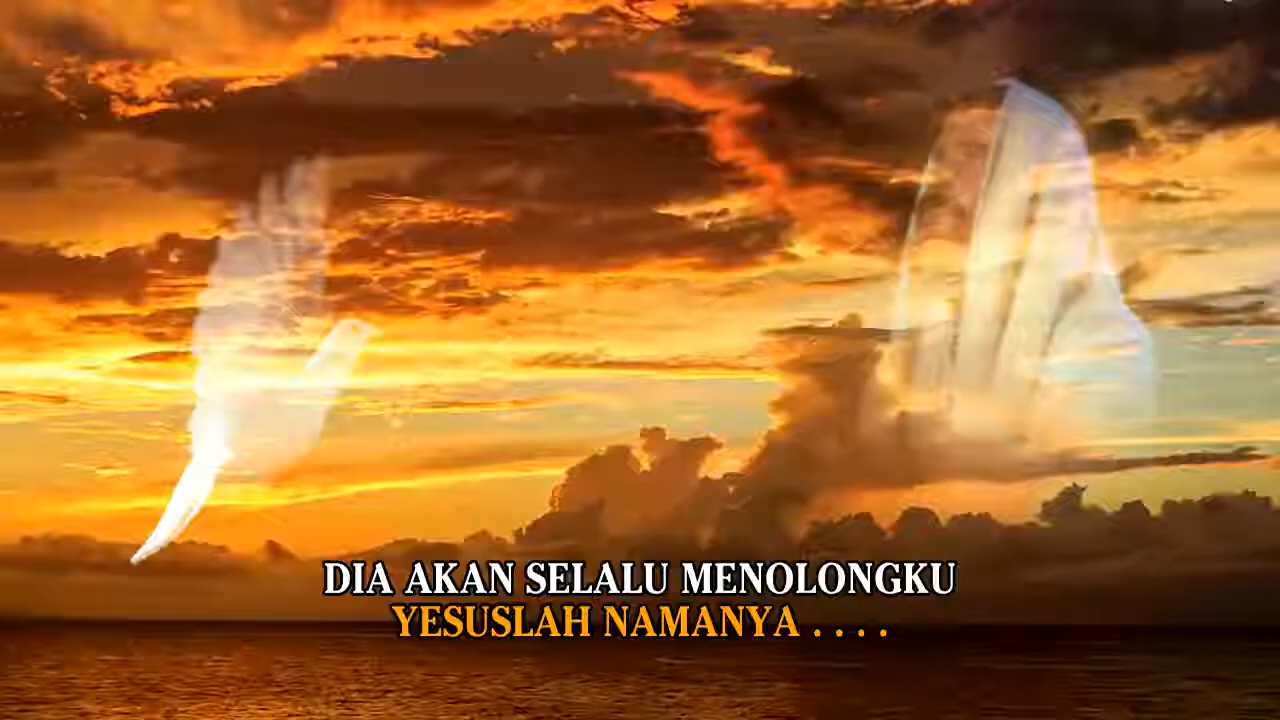 DIA AKAN SELALU MENOLONGKU
YESUSLAH NAMANYA . . . .